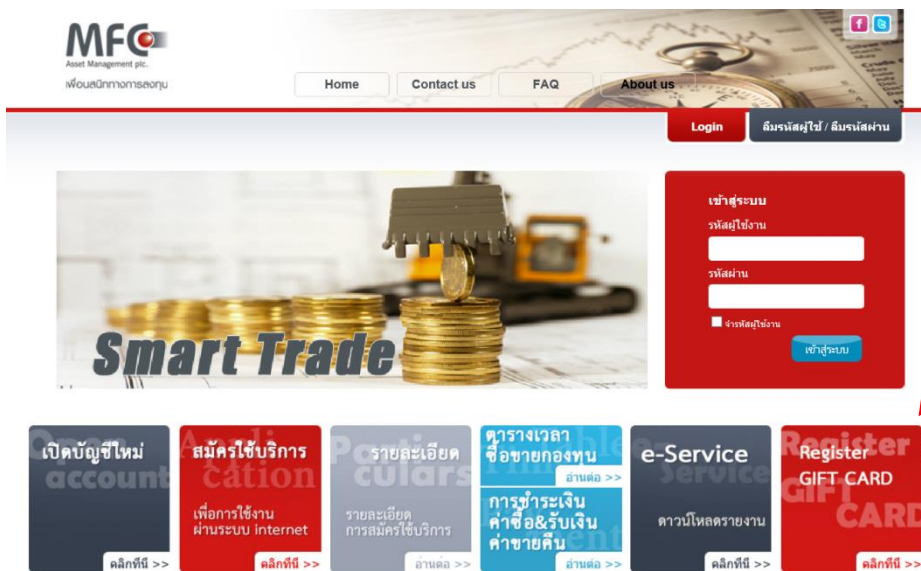 MFC
Asset Management plc.
เพื่อนสนิททางการลงทุน
Home
Contact us
FAQ
About us
Login
ลืมรหัสผู้ใช้ / ลืมรหัสผ่าน
Smart Trade
เข้าสู่ระบบ
รหัสผู้ใช้งาน
รหัสผ่าน
จำรหัสผู้ใช้งาน
เข้าสู่ระบบ
Open
account
เปิดบัญชีใหม่
คลิกที่นี่ >>
Appli
cation
สมัครใช้บริการ
เพื่อการใช้งาน
ผ่านระบบ internet
คลิกที่นี่ >>
Parti
culars
รายละเอียด
รายละเอียด
การสมัครใช้บริการ
อ่านต่อ >>
ตารางเวลา
ซื้อขายกองทุน
อ่านต่อ >>
การชำระเงิน
ค่าซื้อ&รับเงิน
ค่าขายคืน
อ่านต่อ >>
e-Service
Service
ดาวน์โหลดรายงาน
คลิกที่นี่ >>
Register
GIFT
CARD
Register
GIFT CARD
คลิกที่นี่ >>